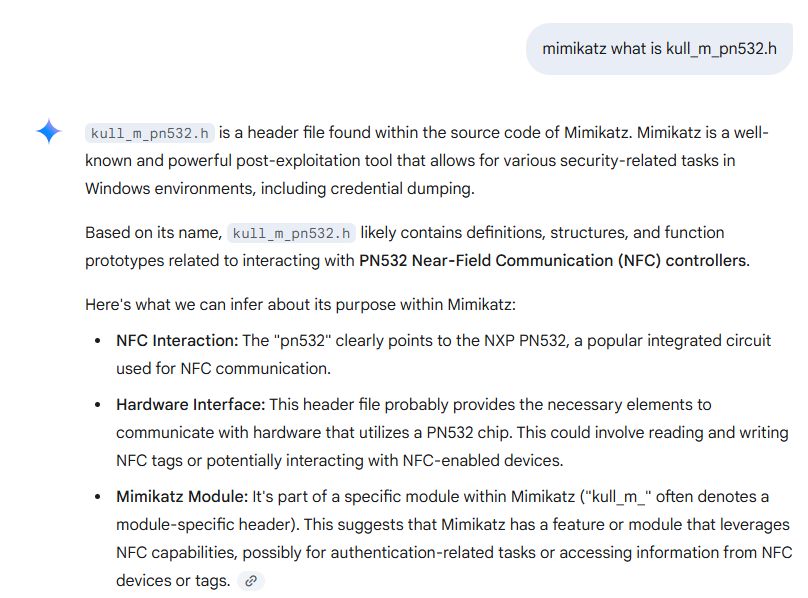 mimikatz what is kull_m_pn532.h
kull_m_pn532.h is a header file found within the source code of Mimikatz. Mimikatz is a well-
known and powerful post-exploitation tool that allows for various security-related tasks in
Windows environments, including credential dumping.
Based on its name, kull_m_pn532.h likely contains definitions, structures, and function
prototypes related to interacting with PN532 Near-Field Communication (NFC) controllers.
Here's what we can infer about its purpose within Mimikatz:
• NFC Interaction: The "pn532" clearly points to the NXP PN532, a popular integrated circuit
used for NFC communication.
• Hardware Interface: This header file probably provides the necessary elements to
communicate with hardware that utilizes a PN532 chip. This could involve reading and writing
NFC tags or potentially interacting with NFC-enabled devices.
• Mimikatz Module: It's part of a specific module within Mimikatz ("kull_m_" often denotes a
module-specific header). This suggests that Mimikatz has a feature or module that leverages
NFC capabilities, possibly for authentication-related tasks or accessing information from NFC
devices or tags.